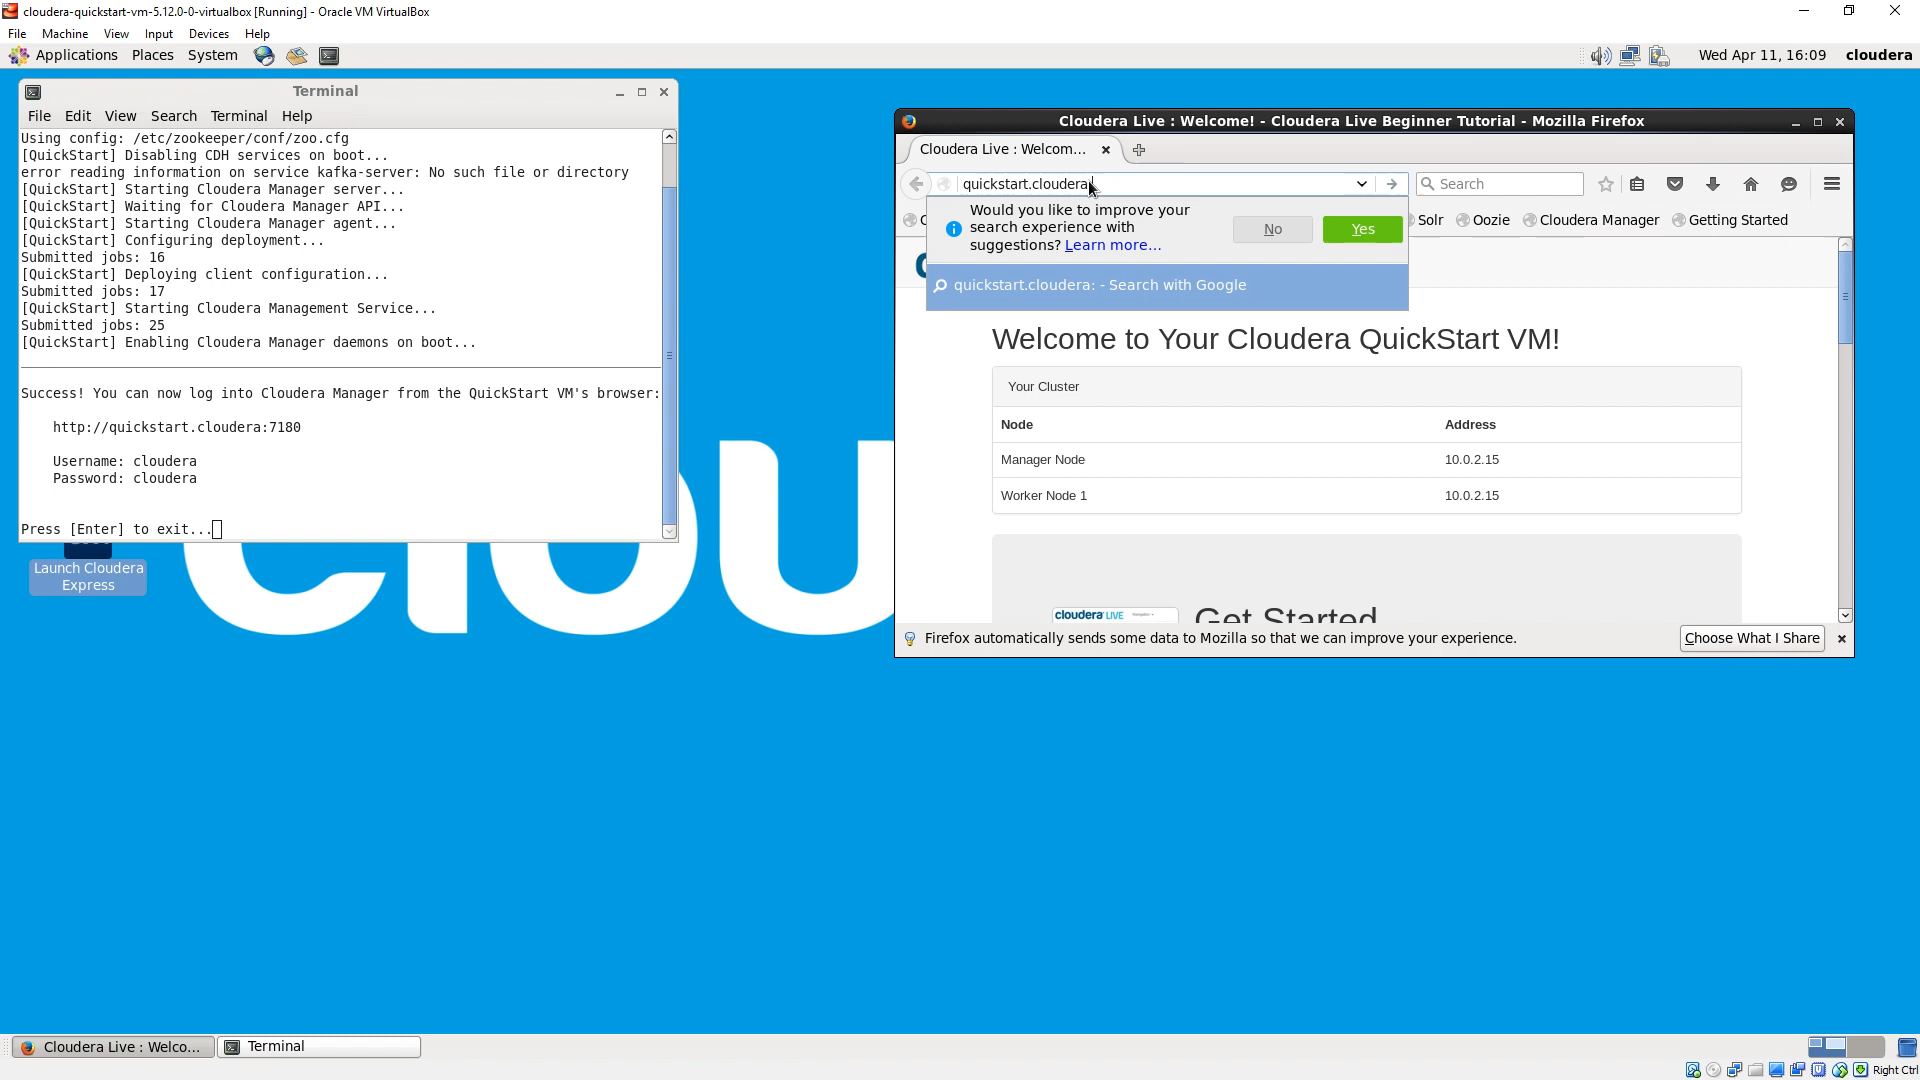 cloudera-quickstart-vm-5.12.0-0-virtualbox [Running] - Oracle VM VirtualBox
File Machine View Input Devices Help
Applications Places System
Wed Apr 11, 16:09 cloudera
Terminal
File Edit View Search Terminal Help
Using config: /etc/zookeeper/conf/zoo.cfg
[QuickStart] Disabling CDH services on boot...
error reading information on service kafka-server: No such file or directory
[QuickStart] Starting Cloudera Manager server...
[QuickStart] Waiting for Cloudera Manager API...
[QuickStart] Starting Cloudera Manager agent...
[QuickStart] Configuring deployment...
Submitted jobs: 16
[QuickStart] Deploying client configuration...
Submitted jobs: 17
[QuickStart] Starting Cloudera Management Service...
Submitted jobs: 25
[QuickStart] Enabling Cloudera Manager daemons on boot...
Success! You can now log into Cloudera Manager from the QuickStart VM's browser:
http://quickstart.cloudera:7180
Username: cloudera
Password: cloudera
Press [Enter] to exit...
Launch Cloudera
Express
Cloudera Live : Welcome! - Cloudera Live Beginner Tutorial - Mozilla Firefox
Cloudera Live : Welcom...
quickstart.cloudera:
Search
Would you like to improve your
search experience with
suggestions? Learn more...
No
Yes
Solr
Oozie
Cloudera Manager
Getting Started
quickstart.cloudera: - Search with Google
Welcome to Your Cloudera QuickStart VM!
Your Cluster
Node Address
Manager Node 10.0.2.15
Worker Node 1 10.0.2.15
cloudera LIVE
Get Started
Firefox automatically sends some data to Mozilla so that we can improve your experience.
Choose What I Share
Cloudera Live : Welco...
Terminal
Right Ctrl